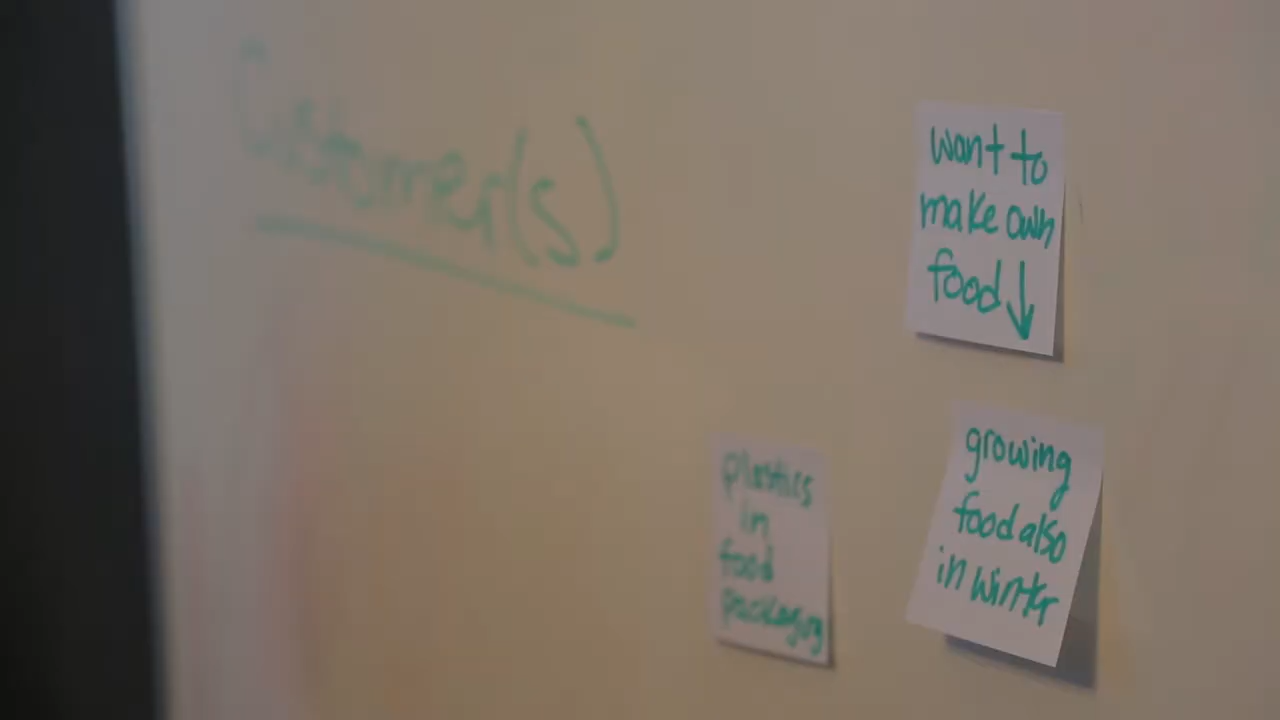 Customer(s)
want to
make own
food ↓
plastics
in
food
packaging
growing
food also
in winter